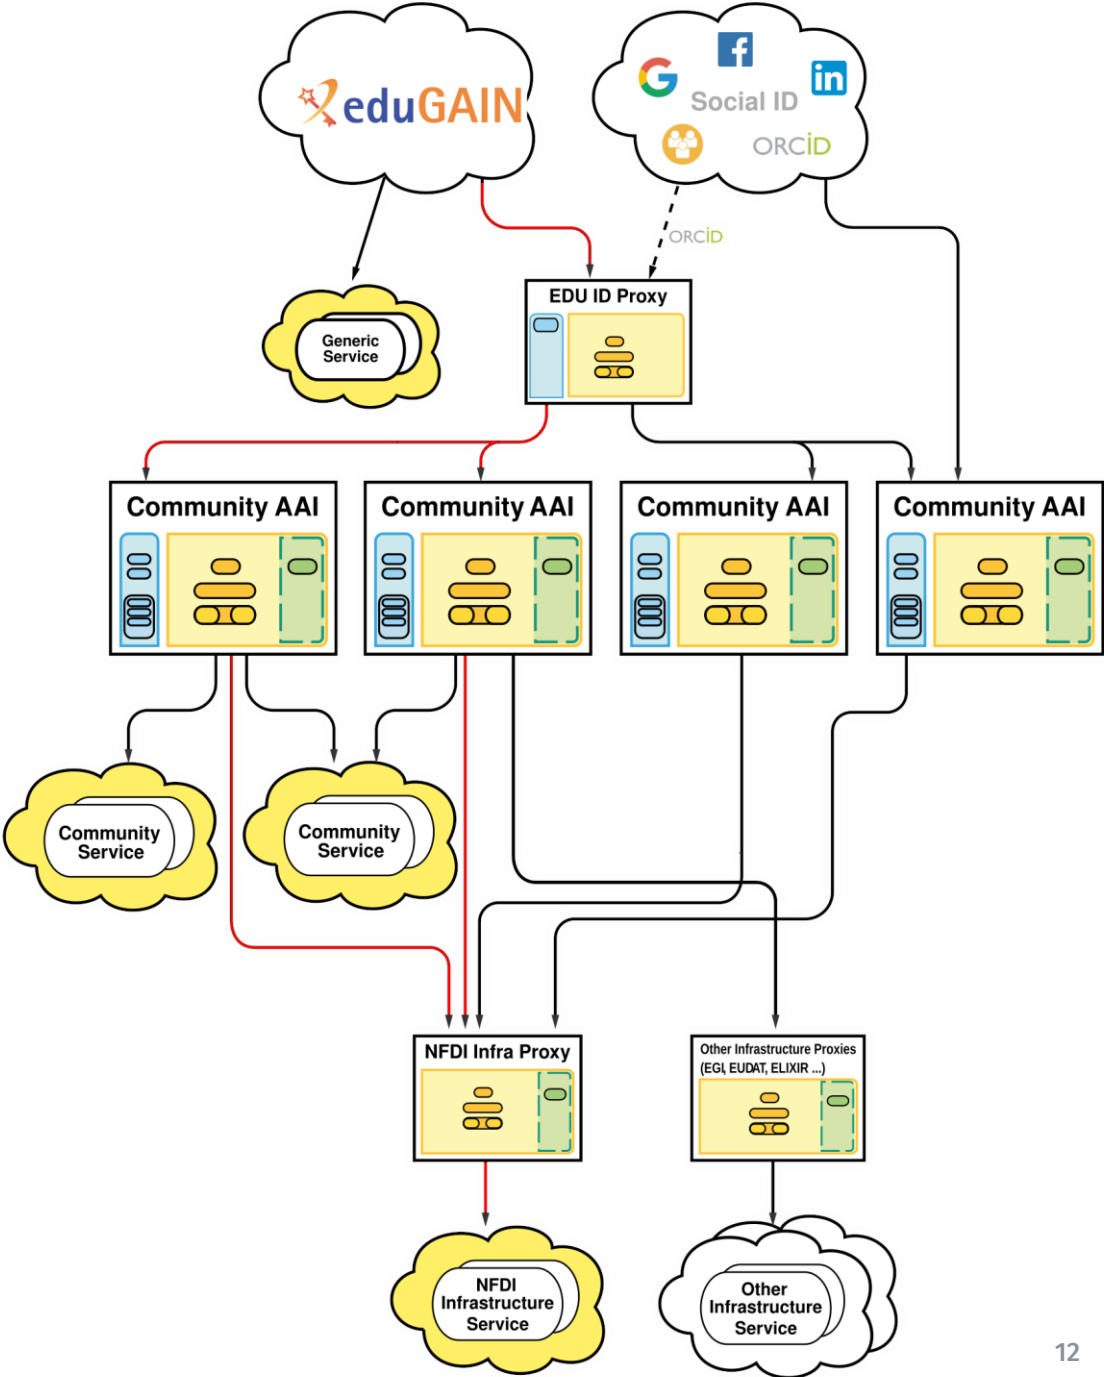 eduGAIN
Social ID
ORCID
ORCID
EDU ID Proxy
Generic
Service
Community AAI
Community AAI
Community AAI
Community AAI
Community
Service
Community
Service
NFDI Infra Proxy
Other Infrastructure Proxies
(EGI, EUDAT, ELIXIR ...)
NFDI
Infrastructure
Service
Other
Infrastructure
Service
12